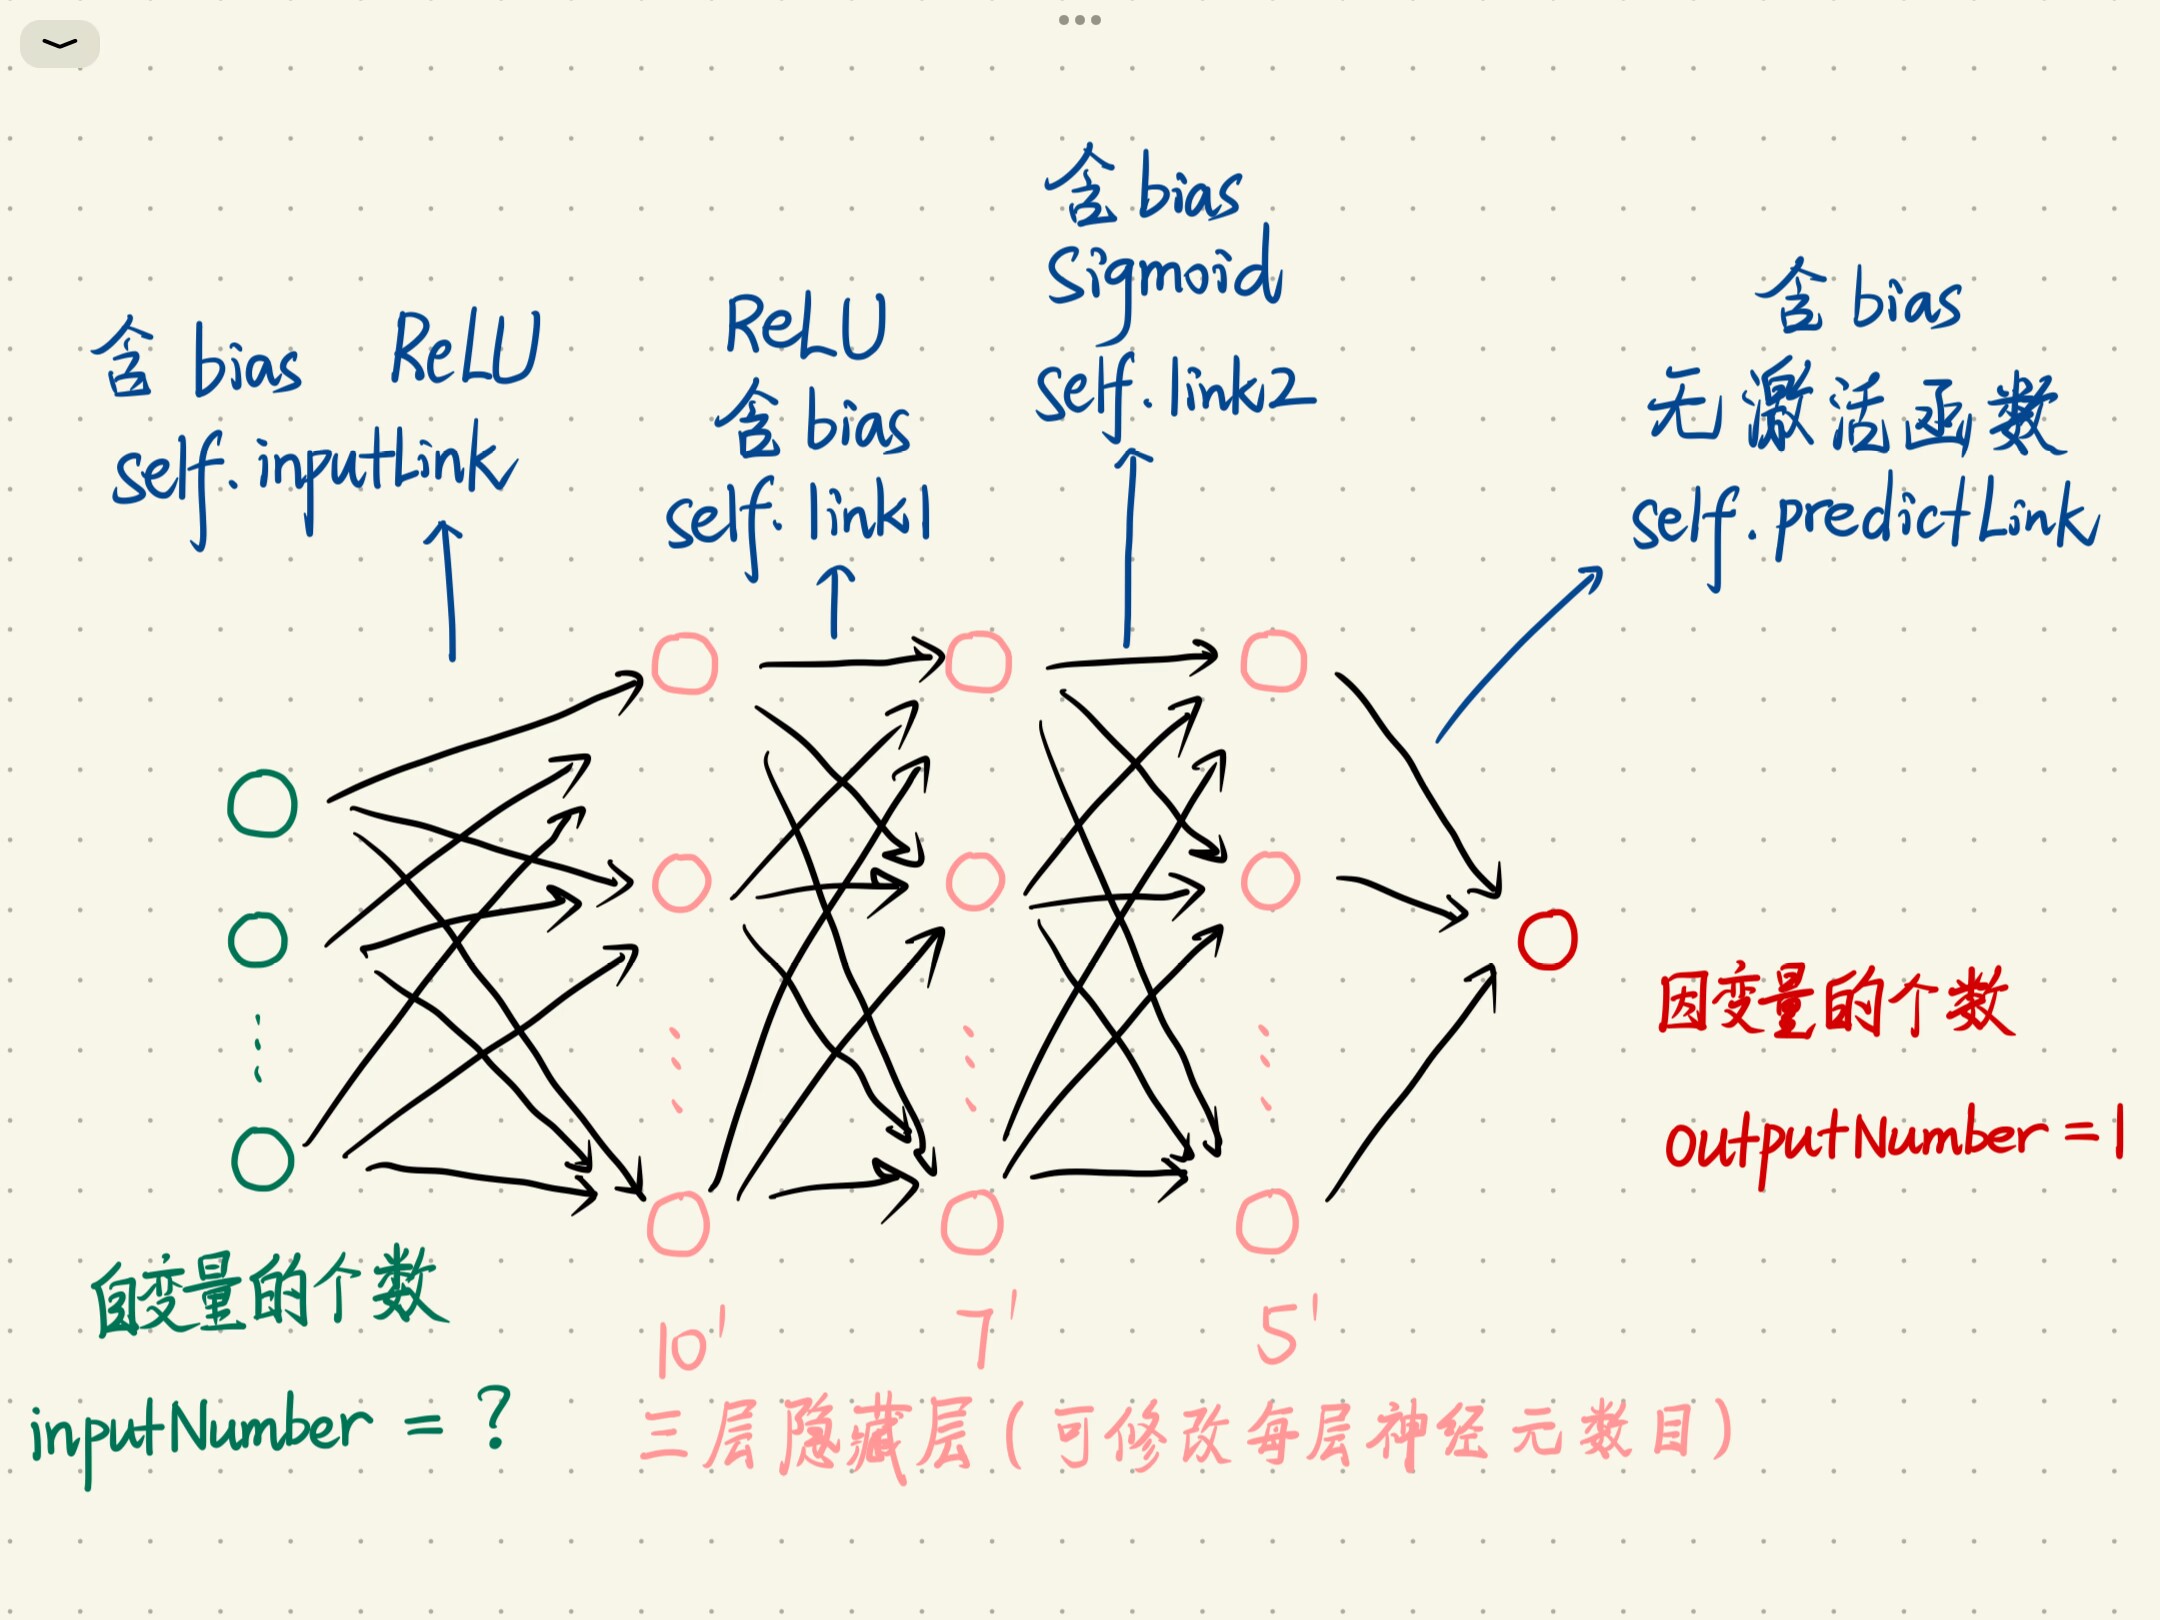 含 bias ReLU
self.inputLink
ReLU
含 bias
self.link1
含 bias
Sigmoid
self.link2
含 bias
无激活函数
self.predictLink
自变量的个数
inputNumber = ?
10'
7'
5'
三层隐藏层(可修改每层神经元数目)
因变量的个数
outputNumber = 1